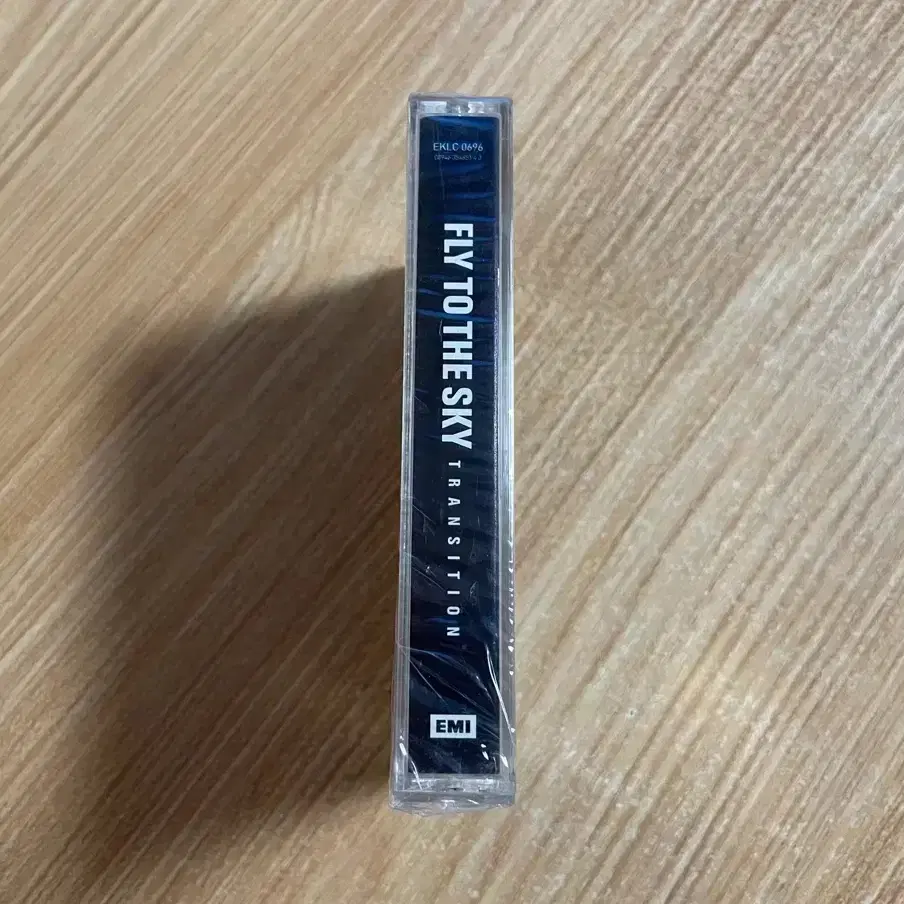 EKLC 0696
FLY TO THE SKY TRANSITION
EMI